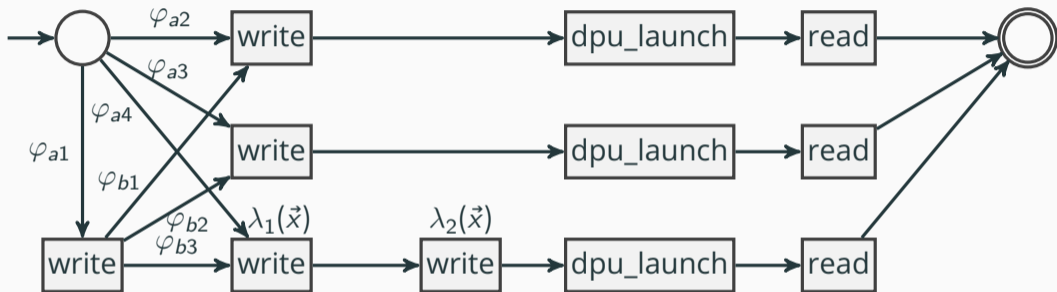 φa2
write dpu_launch read
φa3
φa4
φa1
write dpu_launch read
φb1
φb2 λ1(x⃗) λ2(x⃗)
φb3
write write write dpu_launch read